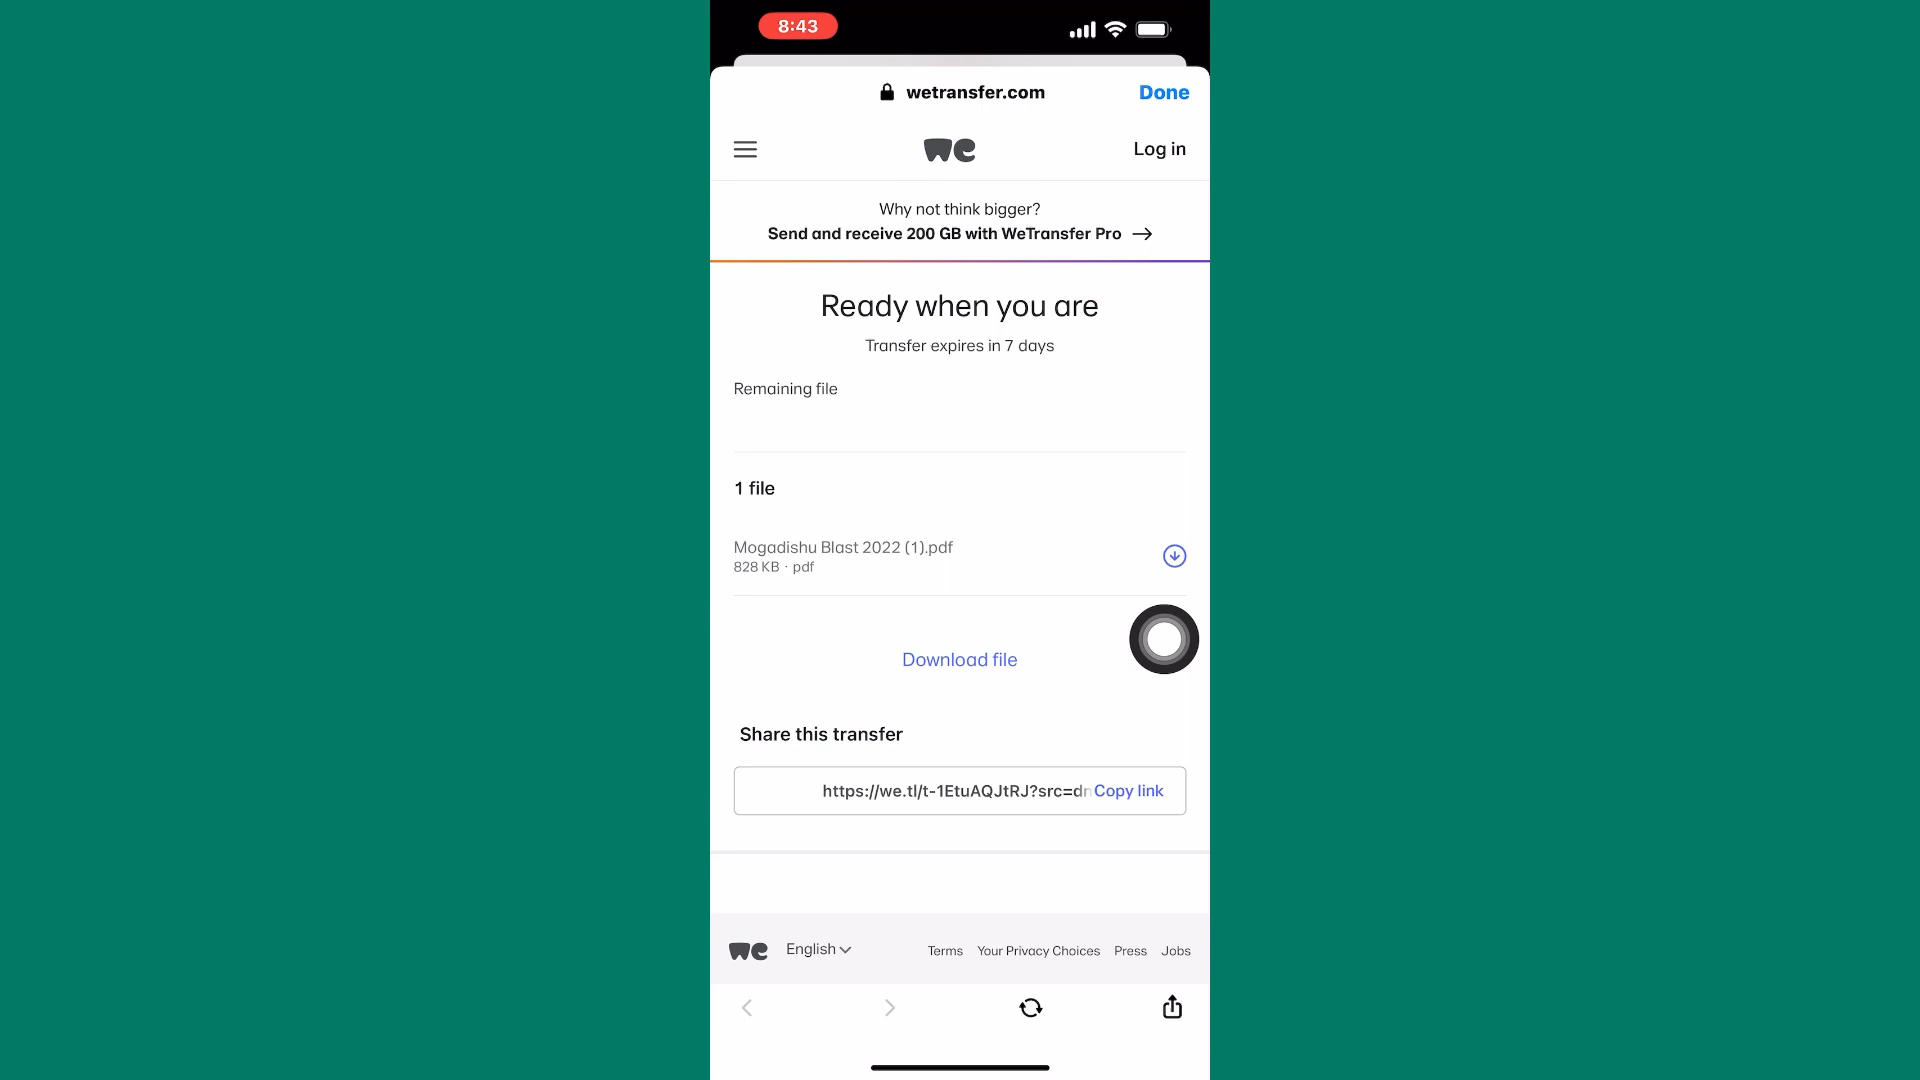 8:43
wetransfer.com
Done
we
Log in
Why not think bigger?
Send and receive 200 GB with WeTransfer Pro →
Ready when you are
Transfer expires in 7 days
Remaining file
1 file
Mogadishu Blast 2022 (1).pdf
828 KB · pdf
Download file
Share this transfer
https://we.tl/t-1EtuAQJtRJ?src=dn
Copy link
we
English
Terms
Your Privacy Choices
Press
Jobs